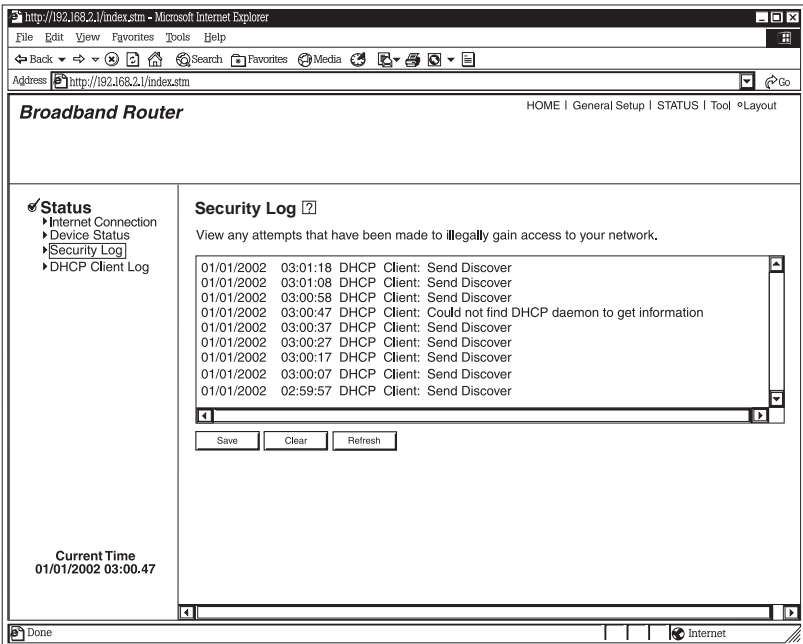 http://192.168.2.1/index.stm - Microsoft Internet Explorer
File Edit View Favorites Tools Help
Back Search Favorites Media
Address http://192.168.2.1/index.stm Go
Broadband Router
HOME | General Setup | STATUS | Tool Layout
Status
Internet Connection
Device Status
Security Log
DHCP Client Log
Security Log ?
View any attempts that have been made to illegally gain access to your network.
01/01/2002 03:01:18 DHCP Client: Send Discover
01/01/2002 03:01:08 DHCP Client: Send Discover
01/01/2002 03:00:58 DHCP Client: Send Discover
01/01/2002 03:00:47 DHCP Client: Could not find DHCP daemon to get information
01/01/2002 03:00:37 DHCP Client: Send Discover
01/01/2002 03:00:27 DHCP Client: Send Discover
01/01/2002 03:00:17 DHCP Client: Send Discover
01/01/2002 03:00:07 DHCP Client: Send Discover
01/01/2002 02:59:57 DHCP Client: Send Discover
Save Clear Refresh
Current Time
01/01/2002 03:00.47
Done Internet